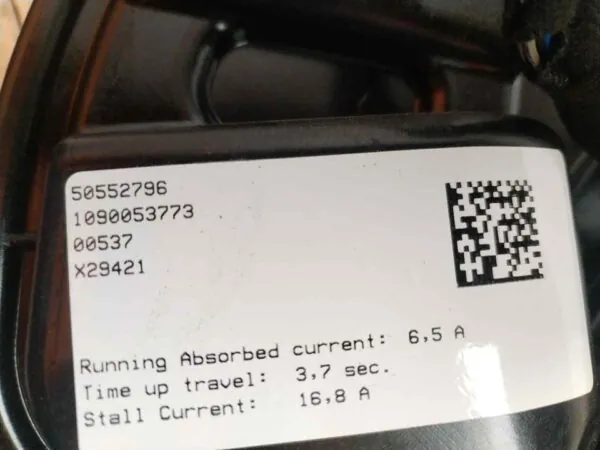 50552796
1090053773
00537
X29421
Running Absorbed current: 6,5 A
Time up travel: 3,7 sec.
Stall Current: 16,8 A